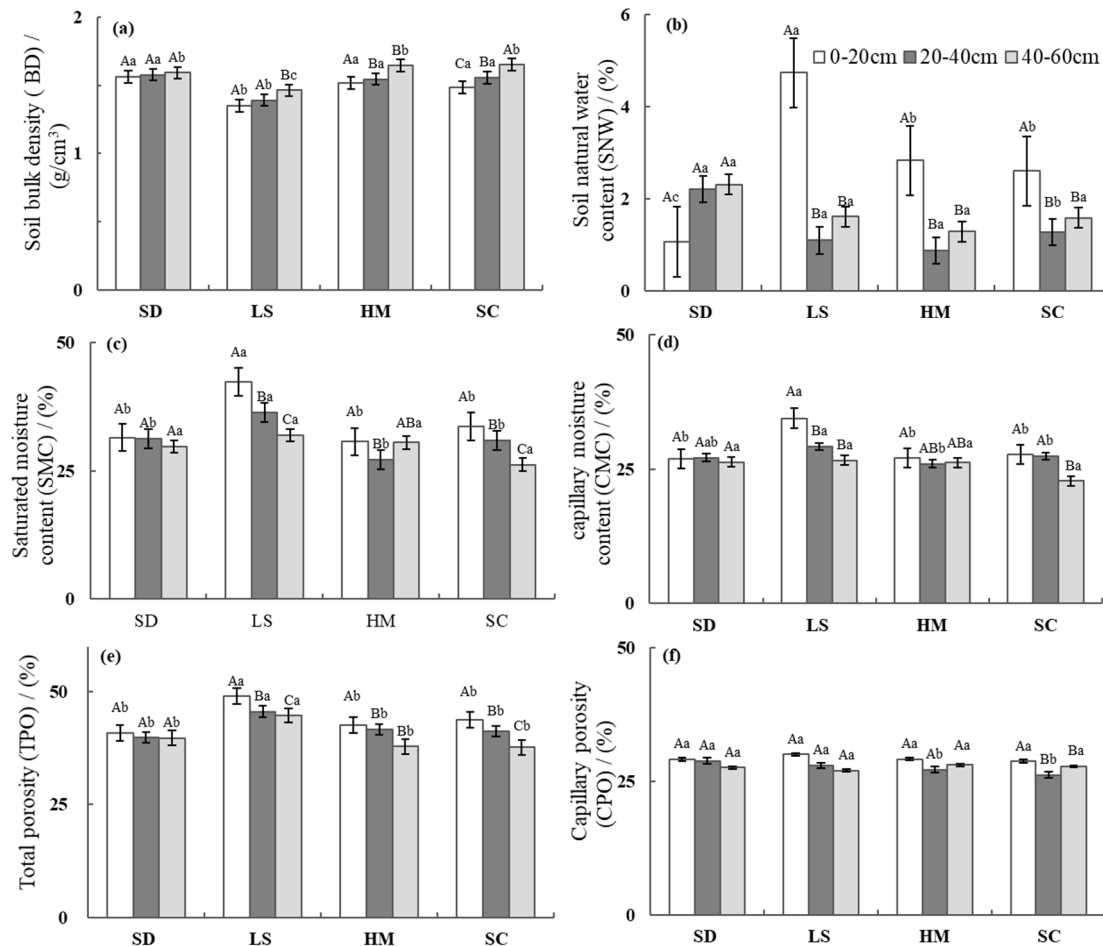 (a)
Soil bulk density ( BD) /
(g/cm³)
2
1
0
Aa Aa Ab
Ab Ab Bc
Aa Aa Bb
Ca Ba Ab
SD LS HM SC
(b)
Soil natural water
content (SNW) / (%)
6
4
2
0
0-20cm 20-40cm 40-60cm
Ac Aa Aa
Aa Ba Ba
Ab Ba Ba
Ab Bb Ba
SD LS HM SC
(c)
Saturated moisture
content (SMC) / (%)
50
25
0
Ab Ab Aa
Aa Ba Ca
Ab Bb ABa
Ab Bb Ca
SD LS HM SC
(d)
capillary moisture
content (CMC) / (%)
50
25
0
Ab Aab Aa
Aa Ba Ba
Ab ABb ABa
Ab Ab Ba
SD LS HM SC
(e)
Total porosity (TPO) / (%)
50
25
0
Ab Ab Ab
Aa Ba Ca
Ab Bb Bb
Ab Bb Cb
SD LS HM SC
(f)
Capillary porosity
(CPO) / (%)
50
25
0
Aa Aa Aa
Aa Aa Aa
Aa Ab Aa
Aa Bb Ba
SD LS HM SC